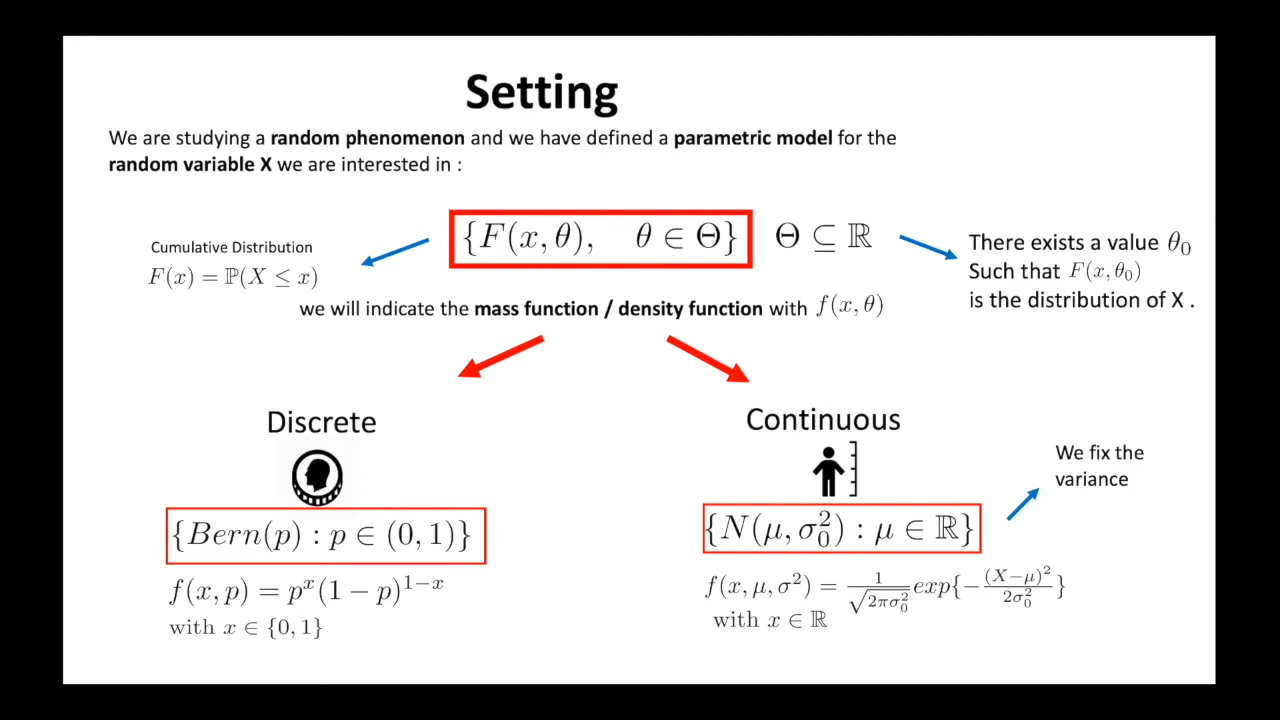 Setting
We are studying a random phenomenon and we have defined a parametric model for the
random variable X we are interested in :
{F(x, θ), θ ∈ Θ} Θ ⊆ ℝ
Cumulative Distribution
F(x) = ℙ(X ≤ x)
There exists a value θ₀
Such that F(x, θ₀)
is the distribution of X .
we will indicate the mass function / density function with f(x, θ)
Discrete
{Bern(p) : p ∈ (0, 1)}
f(x, p) = pˣ(1 − p)¹⁻ˣ
with x ∈ {0, 1}
Continuous
We fix the
variance
{N(μ, σ₀²) : μ ∈ ℝ}
f(x, μ, σ²) = 1/√(2πσ₀²) exp{−(X−μ)²/2σ₀²}
with x ∈ ℝ